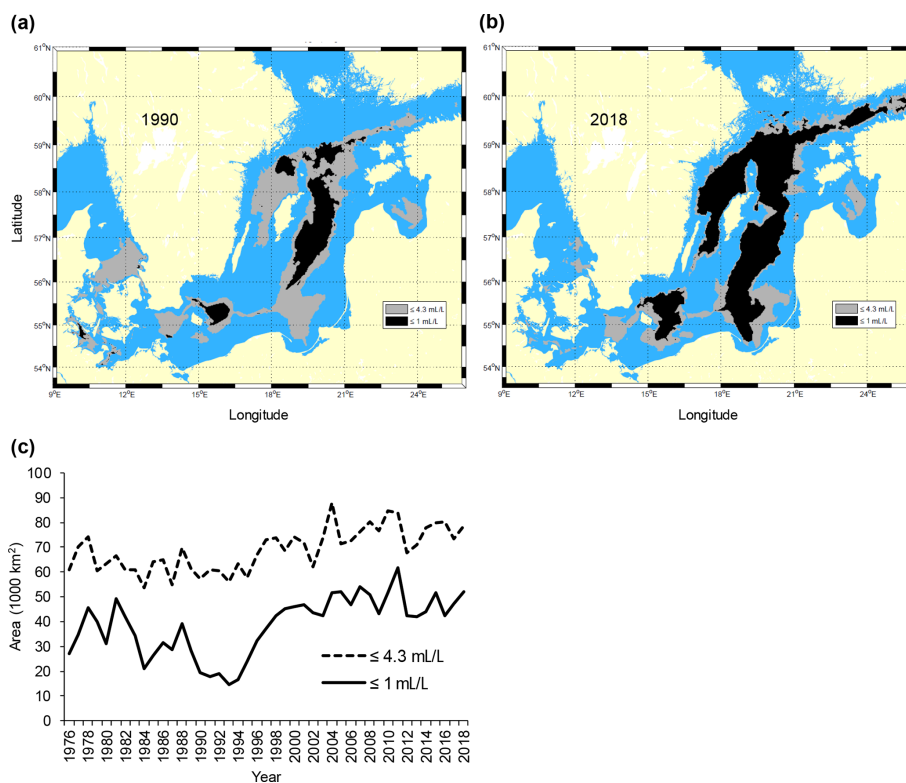 (a)
(b)
61°N
60°N
59°N
58°N
57°N
56°N
55°N
54°N
1990
Latitude
≤ 4.3 mL/L
≤ 1 mL/L
9°E
12°E
15°E
18°E
21°E
24°E
Longitude
61°N
60°N
59°N
58°N
57°N
56°N
55°N
54°N
2018
≤ 4.3 mL/L
≤ 1 mL/L
9°E
12°E
15°E
18°E
21°E
24°E
Longitude
(c)
100
90
80
70
60
50
40
30
20
10
0
Area (1000 km²)
≤ 4.3 mL/L
≤ 1 mL/L
1976
1978
1980
1982
1984
1986
1988
1990
1992
1994
1996
1998
2000
2002
2004
2006
2008
2010
2012
2014
2016
2018
Year